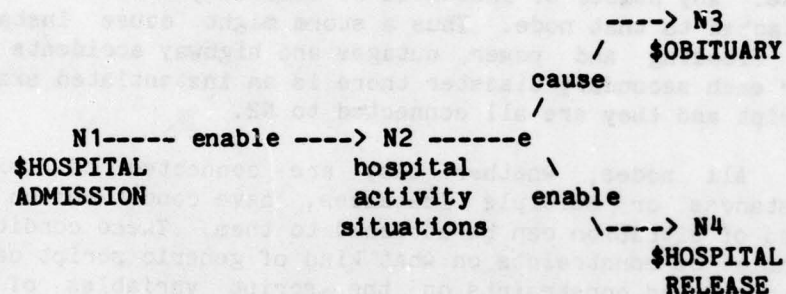 ----> N3
/ $OBITUARY
cause
/
N1------ enable ----> N2 -------e
$HOSPITAL hospital \
ADMISSION activity enable
situations \----> N4
$HOSPITAL
RELEASE